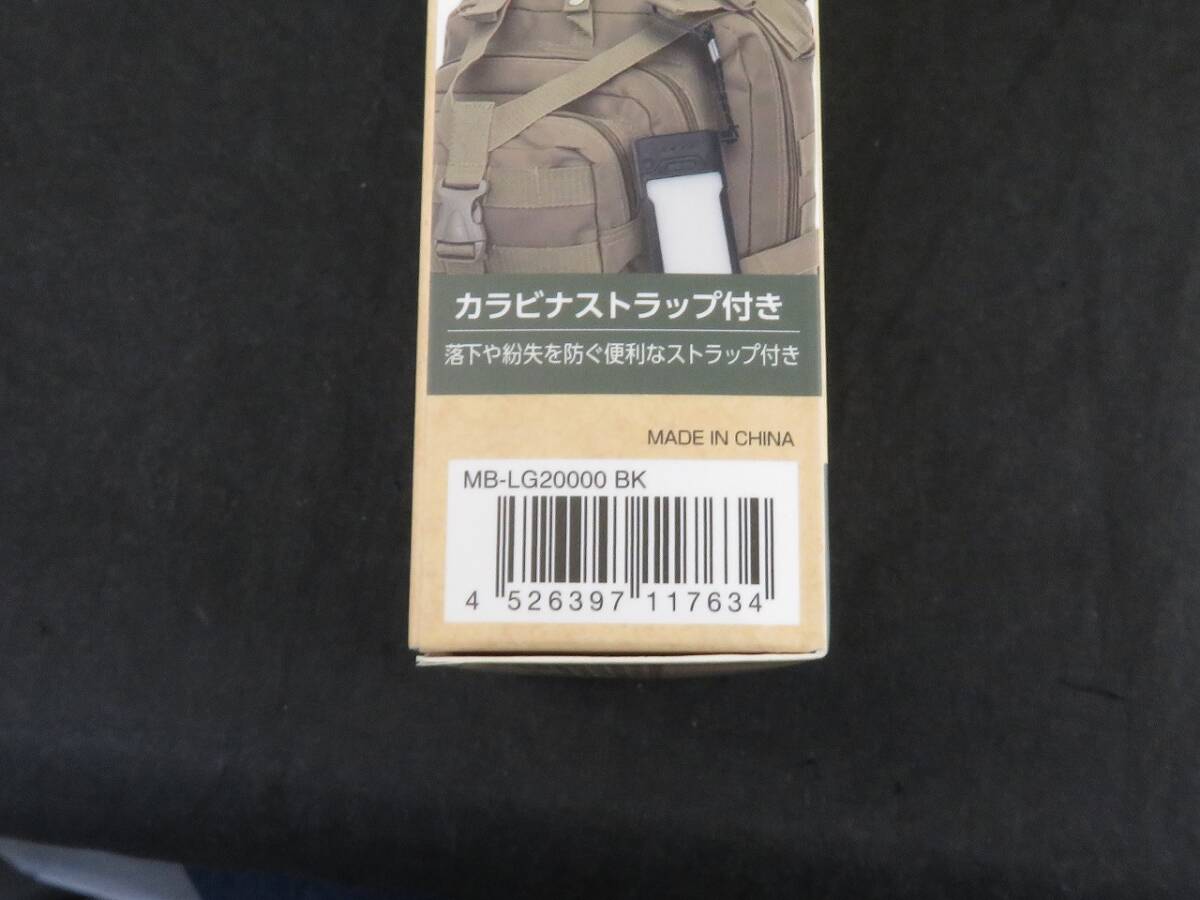 カラビナストラップ付き
落下や紛失を防ぐ便利なストラップ付き
MADE IN CHINA
MB-LG20000 BK
4 526397 117634